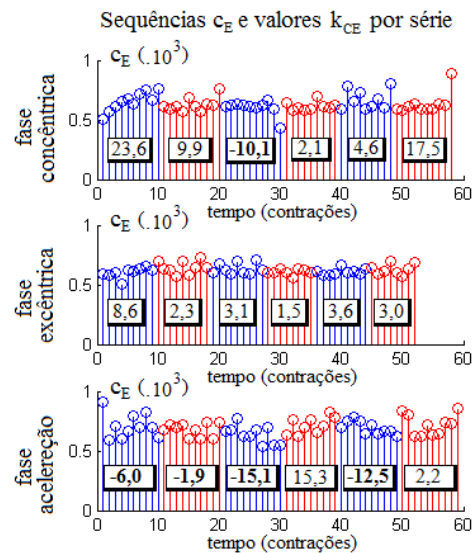 Sequências cE e valores kCE por série
cE (.10³)
1
0.5
0
fase
concêntrica
23,6 9,9 -10,1 2,1 4,6 17,5
0 10 20 30 40 50 60
tempo (contrações)
cE (.10³)
1
0.5
0
fase
excêntrica
8,6 2,3 3,1 1,5 3,6 3,0
0 10 20 30 40 50 60
tempo (contrações)
cE (.10³)
1
0.5
0
fase
acelereção
-6,0 -1,9 -15,1 15,3 -12,5 2,2
0 10 20 30 40 50 60
tempo (contrações)